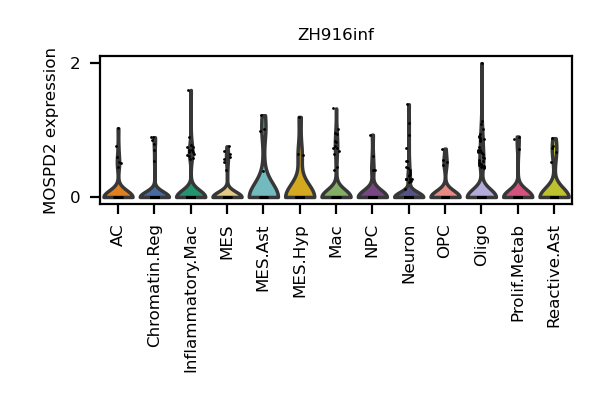 ZH916inf
MOSPD2 expression
2
0
AC
Chromatin.Reg
Inflammatory.Mac
MES
MES.Ast
MES.Hyp
Mac
NPC
Neuron
OPC
Oligo
Prolif.Metab
Reactive.Ast